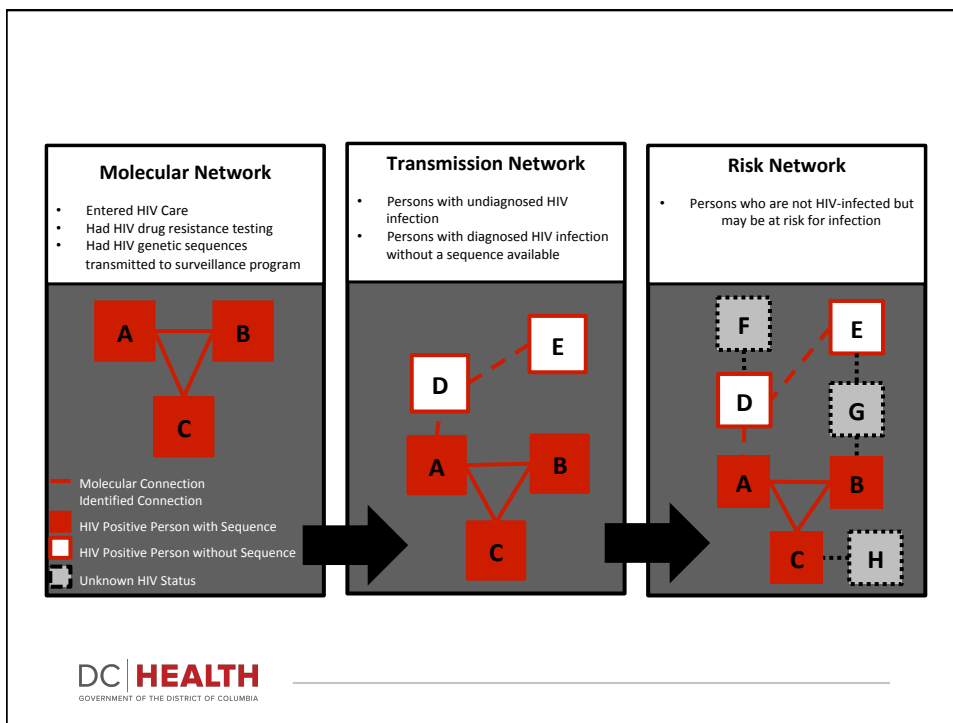 Molecular Network
• Entered HIV Care
• Had HIV drug resistance testing
• Had HIV genetic sequences
transmitted to surveillance program
A
B
C
Molecular Connection
Identified Connection
HIV Positive Person with Sequence
HIV Positive Person without Sequence
Unknown HIV Status
Transmission Network
• Persons with undiagnosed HIV
infection
• Persons with diagnosed HIV infection
without a sequence available
E
D
A
B
C
Risk Network
• Persons who are not HIV-infected but
may be at risk for infection
F
E
D
G
A
B
C
H
DC HEALTH
GOVERNMENT OF THE DISTRICT OF COLUMBIA